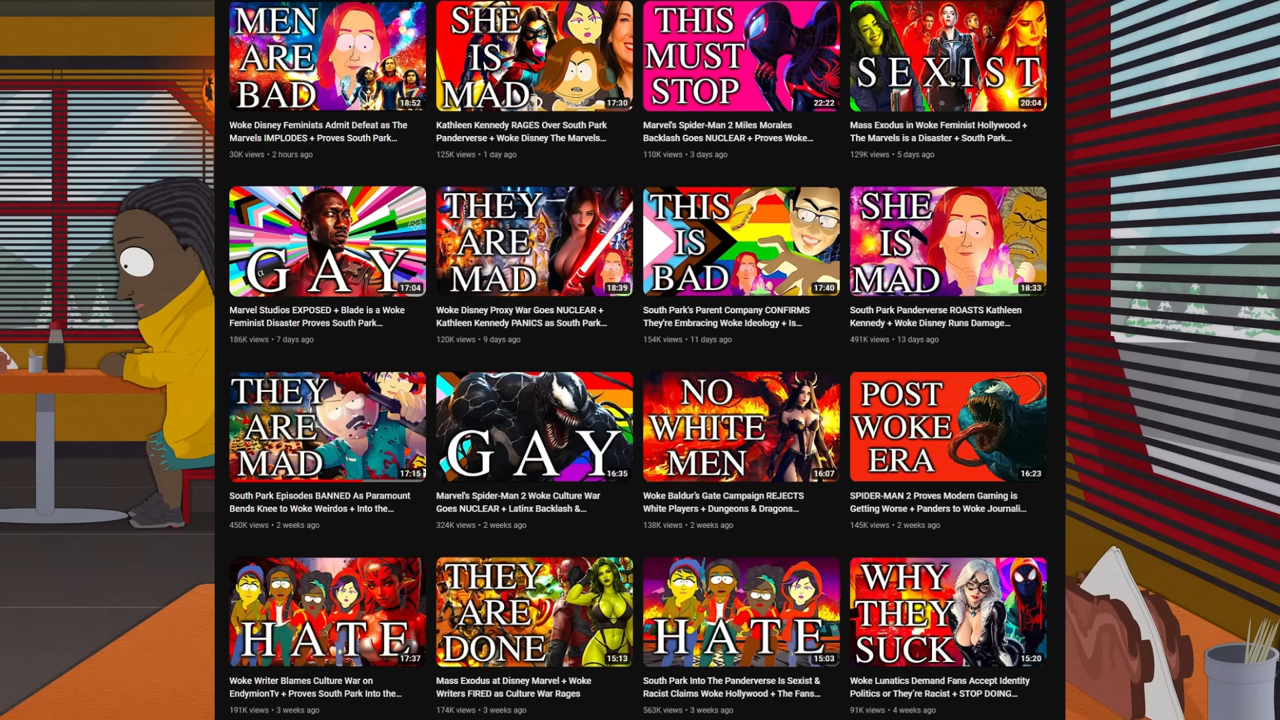 MEN
ARE
BAD
18:52
SHE
IS
MAD
17:30
THIS
MUST
STOP
22:22
SEXIST
20:04
Woke Disney Feminists Admit Defeat as The
Marvels IMPLODES + Proves South Park...
30K views • 2 hours ago
Kathleen Kennedy RAGES Over South Park
Panderverse + Woke Disney The Marvels...
125K views • 1 day ago
Marvel's Spider-Man 2 Miles Morales
Backlash Goes NUCLEAR + Proves Woke...
110K views • 3 days ago
Mass Exodus in Woke Feminist Hollywood +
The Marvels is a Disaster + South Park...
129K views • 5 days ago
GAY
17:04
THEY
ARE
MAD
18:39
THIS
IS
BAD
17:40
SHE
IS
MAD
18:33
Marvel Studios EXPOSED + Blade is a Woke
Feminist Disaster Proves South Park...
186K views • 7 days ago
Woke Disney Proxy War Goes NUCLEAR +
Kathleen Kennedy PANICS as South Park...
120K views • 9 days ago
South Park's Parent Company CONFIRMS
They're Embracing Woke Ideology + Is...
154K views • 11 days ago
South Park Panderverse ROASTS Kathleen
Kennedy + Woke Disney Runs Damage...
491K views • 13 days ago
THEY
ARE
MAD
17:15
GAY
16:35
NO
WHITE
MEN
16:07
POST
WOKE
ERA
16:23
South Park Episodes BANNED As Paramount
Bends Knee to Woke Weirdos + Into the...
450K views • 2 weeks ago
Marvel's Spider-Man 2 Woke Culture War
Goes NUCLEAR + Latinx Backlash &...
324K views • 2 weeks ago
Woke Baldur's Gate Campaign REJECTS
White Players + Dungeons & Dragons...
138K views • 2 weeks ago
SPIDER-MAN 2 Proves Modern Gaming is
Getting Worse + Panders to Woke Journali...
145K views • 2 weeks ago
HATE
17:37
THEY
ARE
DONE
15:13
HATE
15:03
WHY
THEY
SUCK
15:20
Woke Writer Blames Culture War on
EndymionTv + Proves South Park Into the...
191K views • 3 weeks ago
Mass Exodus at Disney Marvel + Woke
Writers FIRED as Culture War Rages
174K views • 3 weeks ago
South Park Into The Panderverse Is Sexist &
Racist Claims Woke Hollywood + The Fans...
563K views • 3 weeks ago
Woke Lunatics Demand Fans Accept Identity
Politics or They're Racist + STOP DOING...
91K views • 4 weeks ago